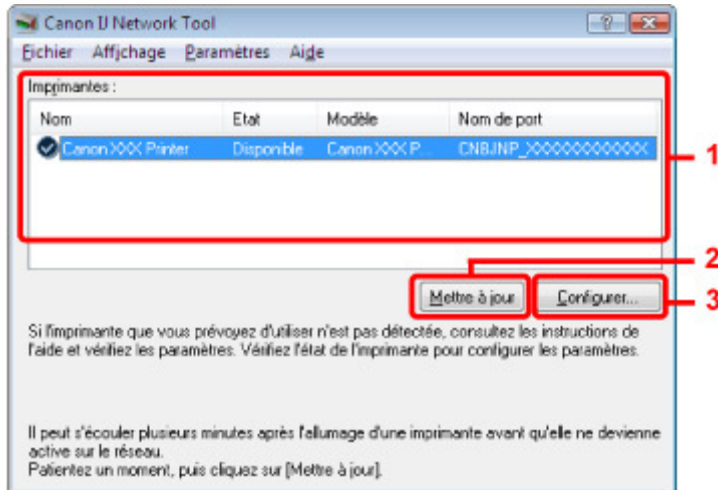 Canon IJ Network Tool
Fichier Affichage Paramètres Aide
Imprimantes :
Nom Etat Modèle Nom de port
Canon XXX Printer Disponible Canon XXX P... CNBJNP_XXXXXXXXXXXX
1
2
Mettre à jour Configurer... 3
Si l'imprimante que vous prévoyez d'utiliser n'est pas détectée, consultez les instructions de
l'aide et vérifiez les paramètres. Vérifiez l'état de l'imprimante pour configurer les paramètres.
Il peut s'écouler plusieurs minutes après l'allumage d'une imprimante avant qu'elle ne devienne
active sur le réseau.
Patientez un moment, puis cliquez sur [Mettre à jour].